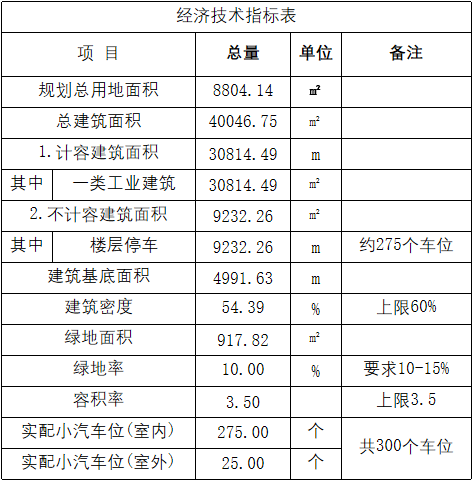 经济技术指标表
项 目 总量 单位 备注
规划总用地面积 8804.14 m²
总建筑面积 40046.75 m²
1.计容建筑面积 30814.49 m
其中 一类工业建筑 30814.49 m²
2.不计容建筑面积 9232.26 m²
其中 楼层停车 9232.26 m 约275个车位
建筑基底面积 4991.63 m
建筑密度 54.39 % 上限60%
绿地面积 917.82 m²
绿地率 10.00 % 要求10-15%
容积率 3.50 上限3.5
实配小汽车位(室内) 275.00 个 共300个车位
实配小汽车位(室外) 25.00 个